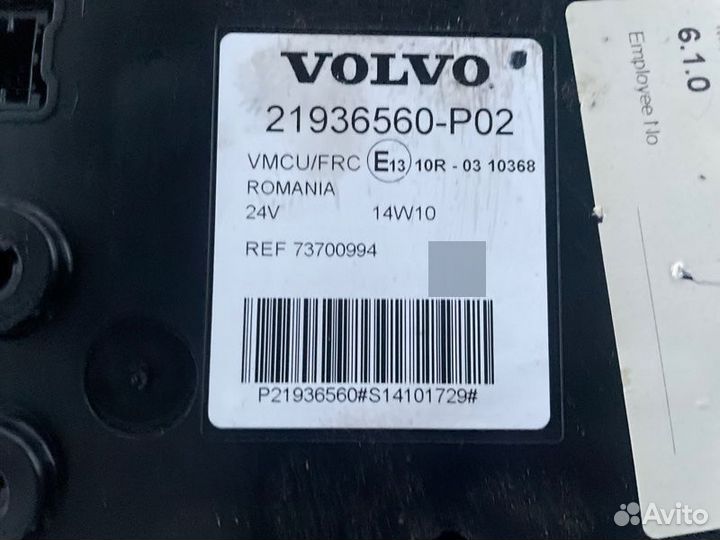 VOLVO
21936560-P02
VMCU/FRC E13 10R - 03 10368
ROMANIA
24V 14W10
REF 73700994
P21936560#S14101729#
6.1.0
Employee No
Avito